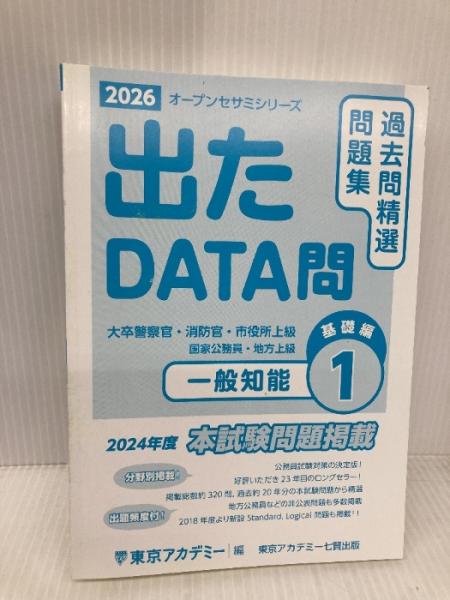 2026 オープンセサミシリーズ
過去問精選
問題集
出た
DATA問
大卒警察官・消防官・市役所上級
国家公務員・地方上級
基礎編
一般知能 1
2024年度 本試験問題掲載
分野別掲載!
公務員試験対策の決定版!
好評いただき23年目のロングセラー!
掲載総数約320問、過去約20年分の本試験問題から精選
出題頻度付!
地方公務員などの非公表問題も多数掲載
2018年度より新設Standard、Logical問題も掲載!!
東京アカデミー 編 東京アカデミー七賢出版